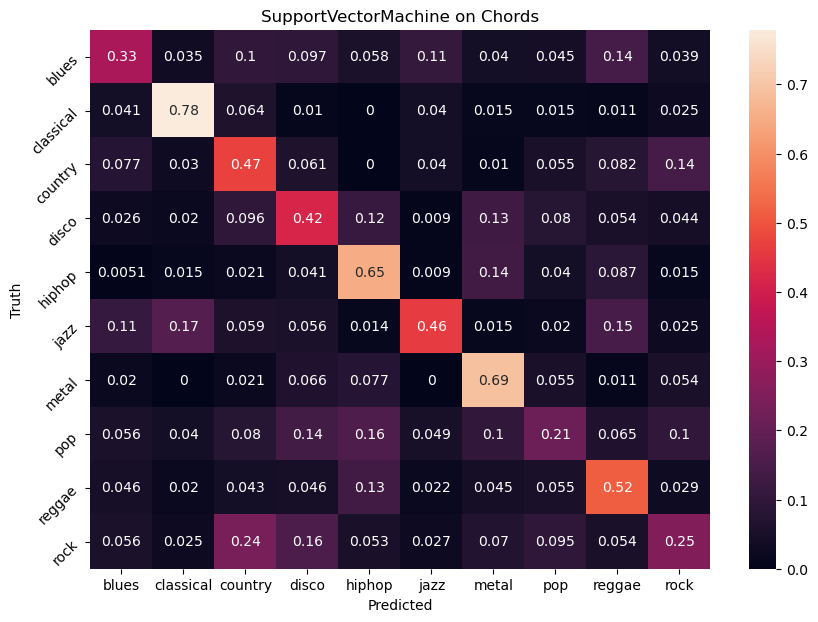 SupportVectorMachine on Chords
blues 0.33 0.035 0.1 0.097 0.058 0.11 0.04 0.045 0.14 0.039
classical 0.041 0.78 0.064 0.01 0 0.04 0.015 0.015 0.011 0.025
country 0.077 0.03 0.47 0.061 0 0.04 0.01 0.055 0.082 0.14
disco 0.026 0.02 0.096 0.42 0.12 0.009 0.13 0.08 0.054 0.044
hiphop 0.0051 0.015 0.021 0.041 0.65 0.009 0.14 0.04 0.087 0.015
jazz 0.11 0.17 0.059 0.056 0.014 0.46 0.015 0.02 0.15 0.025
metal 0.02 0 0.021 0.066 0.077 0 0.69 0.055 0.011 0.054
pop 0.056 0.04 0.08 0.14 0.16 0.049 0.1 0.21 0.065 0.1
reggae 0.046 0.02 0.043 0.046 0.13 0.022 0.045 0.055 0.52 0.029
rock 0.056 0.025 0.24 0.16 0.053 0.027 0.07 0.095 0.054 0.25
blues classical country disco hiphop jazz metal pop reggae rock
Predicted
Truth
0.7
0.6
0.5
0.4
0.3
0.2
0.1
0.0